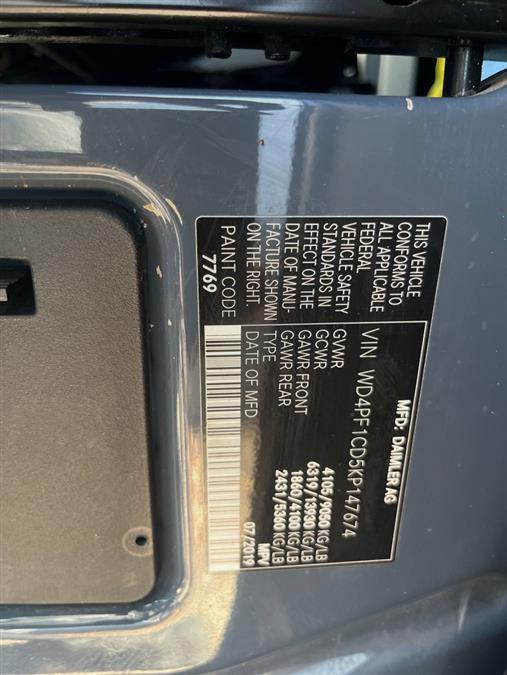 MFD: DAIMLER AG
VIN WD4PF1CD5KP147674
THIS VEHICLE
CONFORMS TO
ALL APPLICABLE
FEDERAL
VEHICLE SAFETY
STANDARDS IN
EFFECT ON THE
DATE OF MANU-
FACTURE SHOWN
ON THE RIGHT.
PAINT CODE
7769
GVWR 4105/9050 KG/LB
GCWR 6319/13930 KG/LB
GAWR FRONT 1860/4100 KG/LB
GAWR REAR 2431/5360 KG/LB
TYPE MPV
DATE OF MFD 07/2019